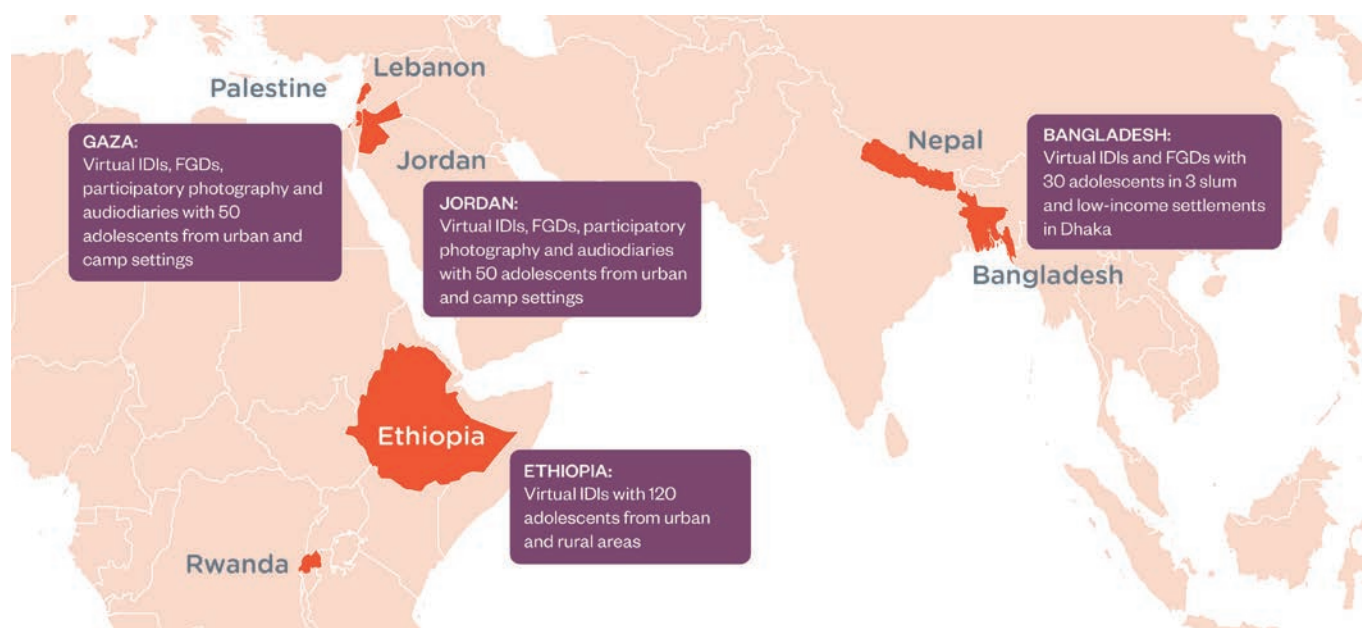 Lebanon
Palestine
GAZA:
Virtual IDIs, FGDs,
participatory photography and
audiodiaries with 50
adolescents from urban and
camp settings
Jordan
JORDAN:
Virtual IDIs, FGDs, participatory
photography and audiodiaries
with 50 adolescents from urban
and camp settings
Nepal
BANGLADESH:
Virtual IDIs and FGDs with
30 adolescents in 3 slum
and low-income settlements
in Dhaka
Bangladesh
Ethiopia
ETHIOPIA:
Virtual IDIs with 120
adolescents from urban
and rural areas
Rwanda